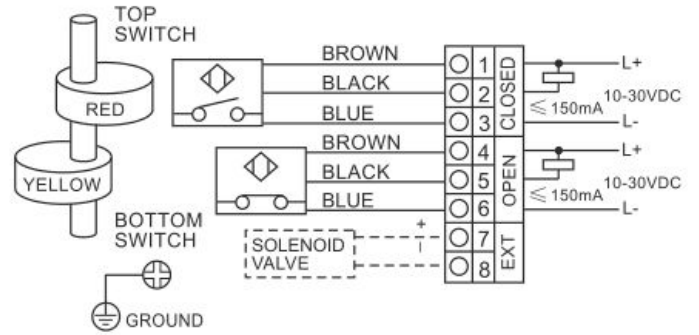 TOP
SWITCH
RED
YELLOW
BOTTOM
SWITCH
GROUND
BROWN
BLACK
BLUE
BROWN
BLACK
BLUE
SOLENOID
VALVE
+
–
1
2
3
4
5
6
7
8
CLOSED
OPEN
EXT
L+
10-30VDC
≤ 150mA
L-
L+
10-30VDC
≤ 150mA
L-